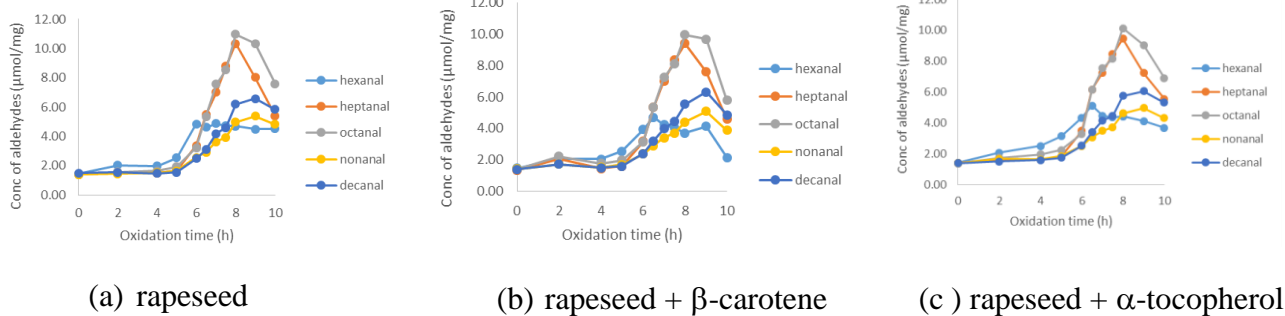 12.00
10.00
8.00
6.00
4.00
2.00
0.00
Conc of aldehydes (µmol/mg)
0 2 4 6 8 10
Oxidation time (h)
hexanal
heptanal
octanal
nonanal
decanal
(a) rapeseed
12.00
10.00
8.00
6.00
4.00
2.00
0.00
Conc of aldehydes (µmol/mg)
0 2 4 6 8 10
Oxidation time (h)
hexanal
heptanal
octanal
nonanal
decanal
(b) rapeseed + β-carotene
12.00
10.00
8.00
6.00
4.00
2.00
0.00
Conc of aldehydes (µmol/mg)
0 2 4 6 8 10
Oxidation time (h)
hexanal
heptanal
octanal
nonanal
decanal
(c ) rapeseed + α-tocopherol